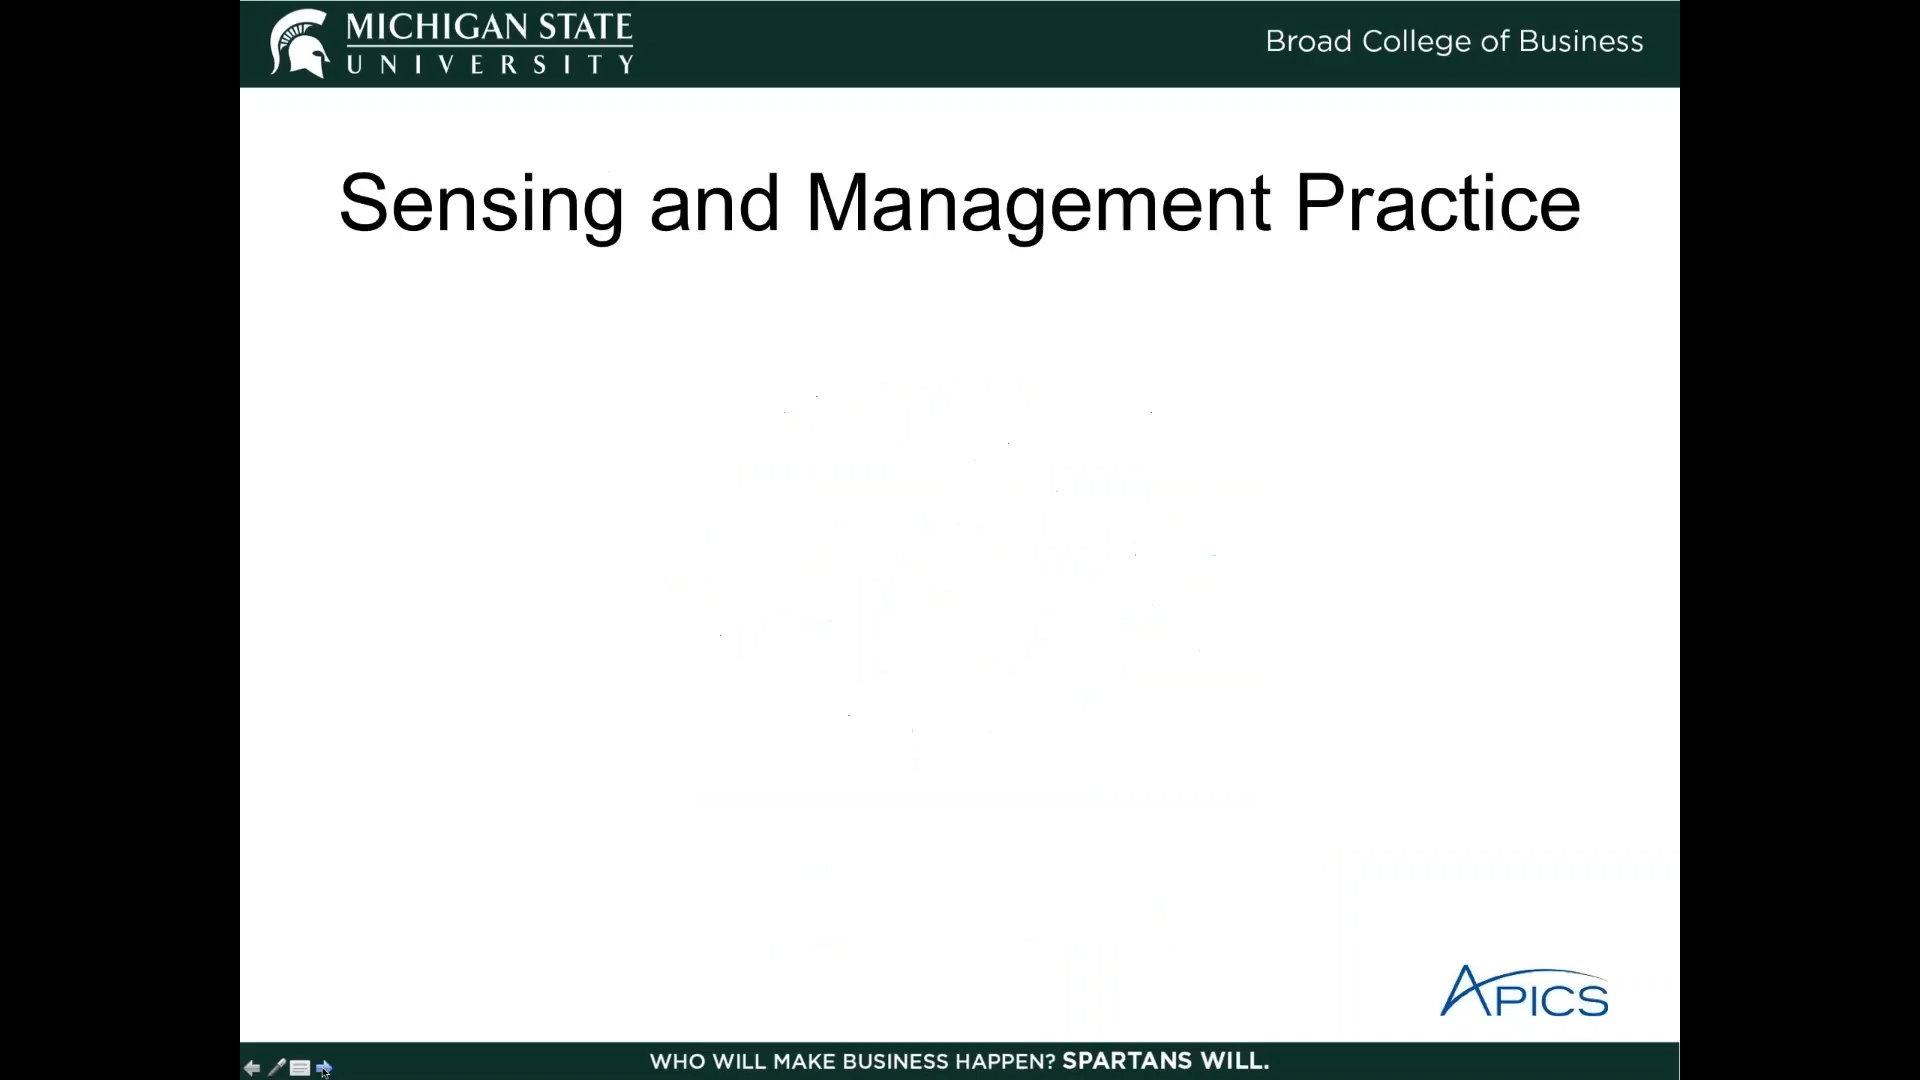 MICHIGAN STATE
UNIVERSITY
Broad College of Business
Sensing and Management Practice
APICS
WHO WILL MAKE BUSINESS HAPPEN? SPARTANS WILL.